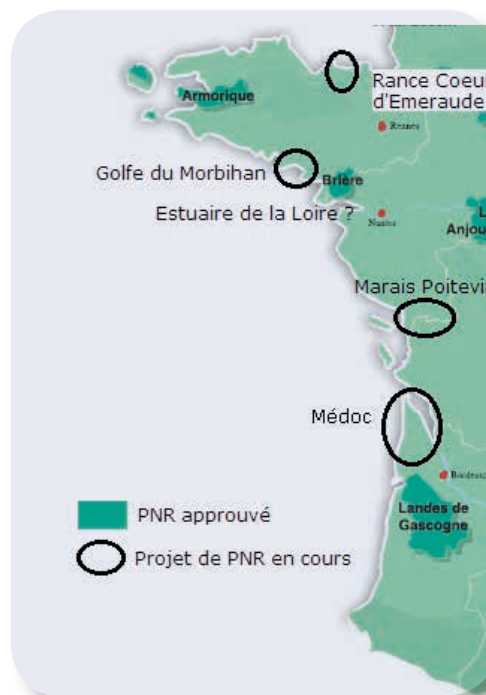 Rance Coeur
d'Emeraude
Armorique
Rennes
Golfe du Morbihan
Brière
Estuaire de la Loire ?
Nantes
L
Anjou
Marais Poitevin
Médoc
Bordeaux
Landes de
Gascogne
PNR approuvé
Projet de PNR en cours